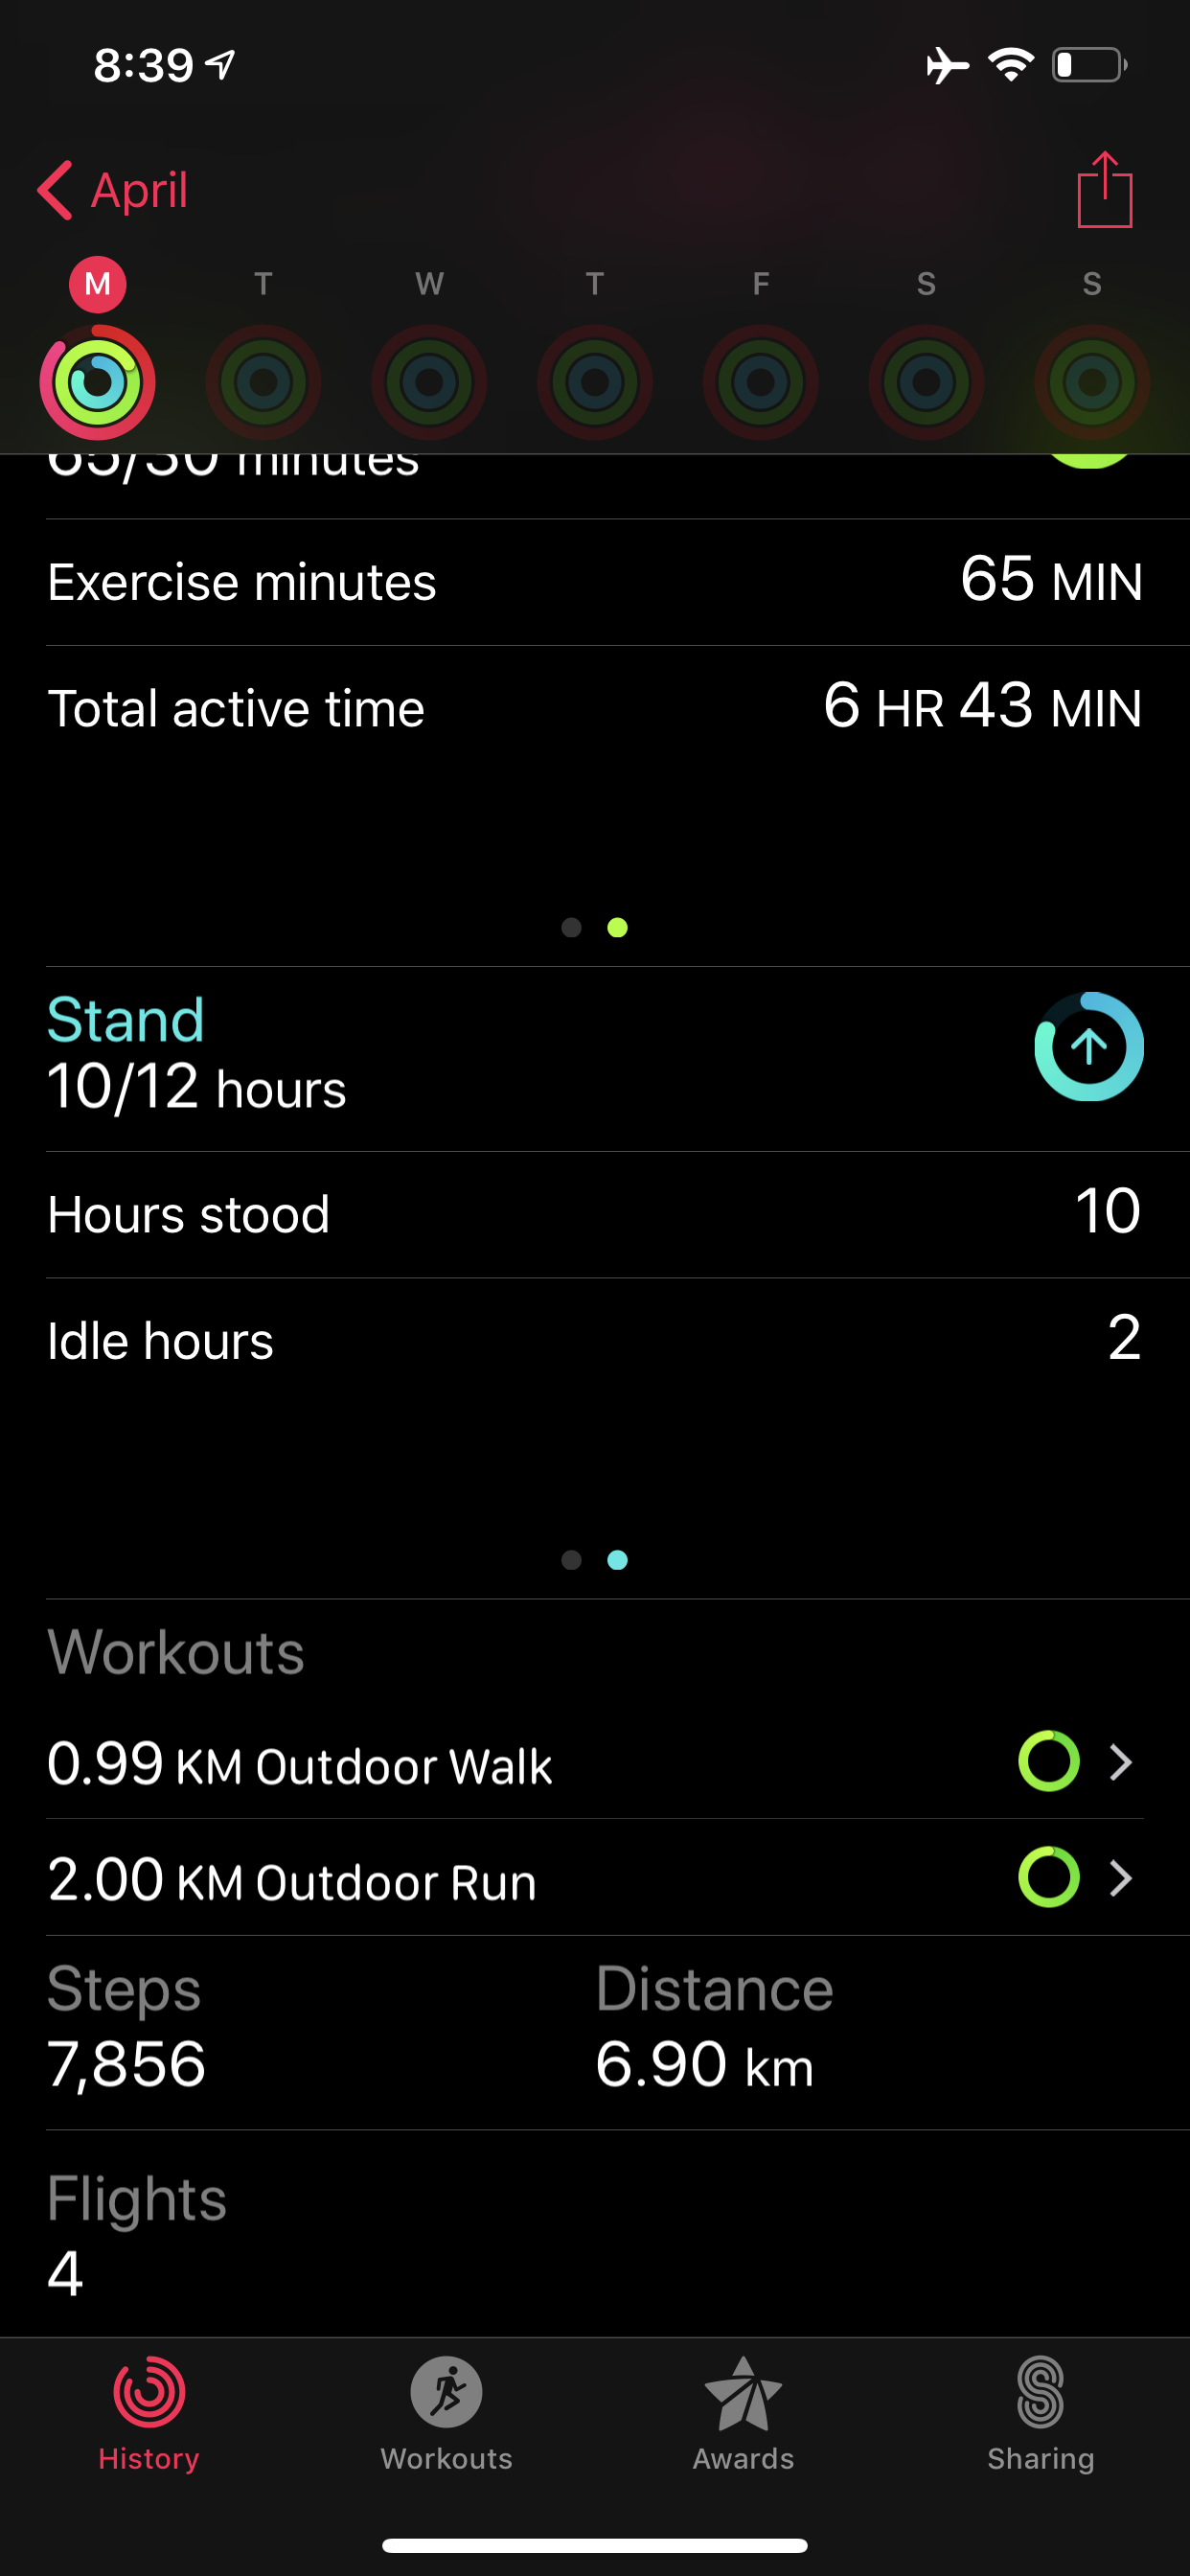 8:39
April
M T W T F S S
65/30 minutes
Exercise minutes 65 MIN
Total active time 6 HR 43 MIN
Stand
10/12 hours
Hours stood 10
Idle hours 2
Workouts
0.99 KM Outdoor Walk
2.00 KM Outdoor Run
Steps Distance
7,856 6.90 km
Flights
4
History Workouts Awards Sharing